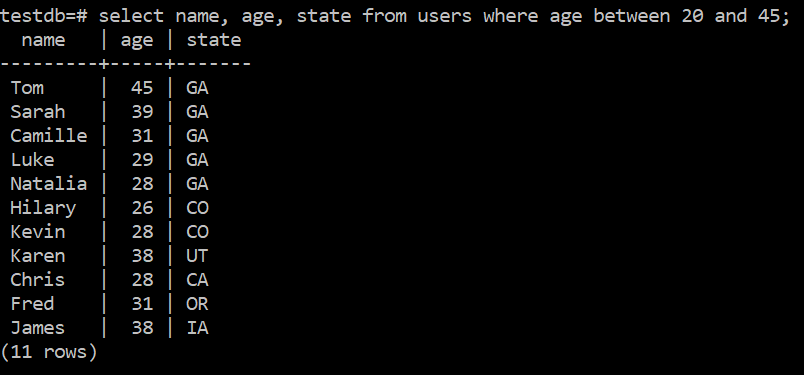 testdb=# select name, age, state from users where age between 20 and 45;
  name   | age | state
---------+-----+-------
 Tom     |  45 | GA
 Sarah   |  39 | GA
 Camille |  31 | GA
 Luke    |  29 | GA
 Natalia |  28 | GA
 Hilary  |  26 | CO
 Kevin   |  28 | CO
 Karen   |  38 | UT
 Chris   |  28 | CA
 Fred    |  31 | OR
 James   |  38 | IA
(11 rows)